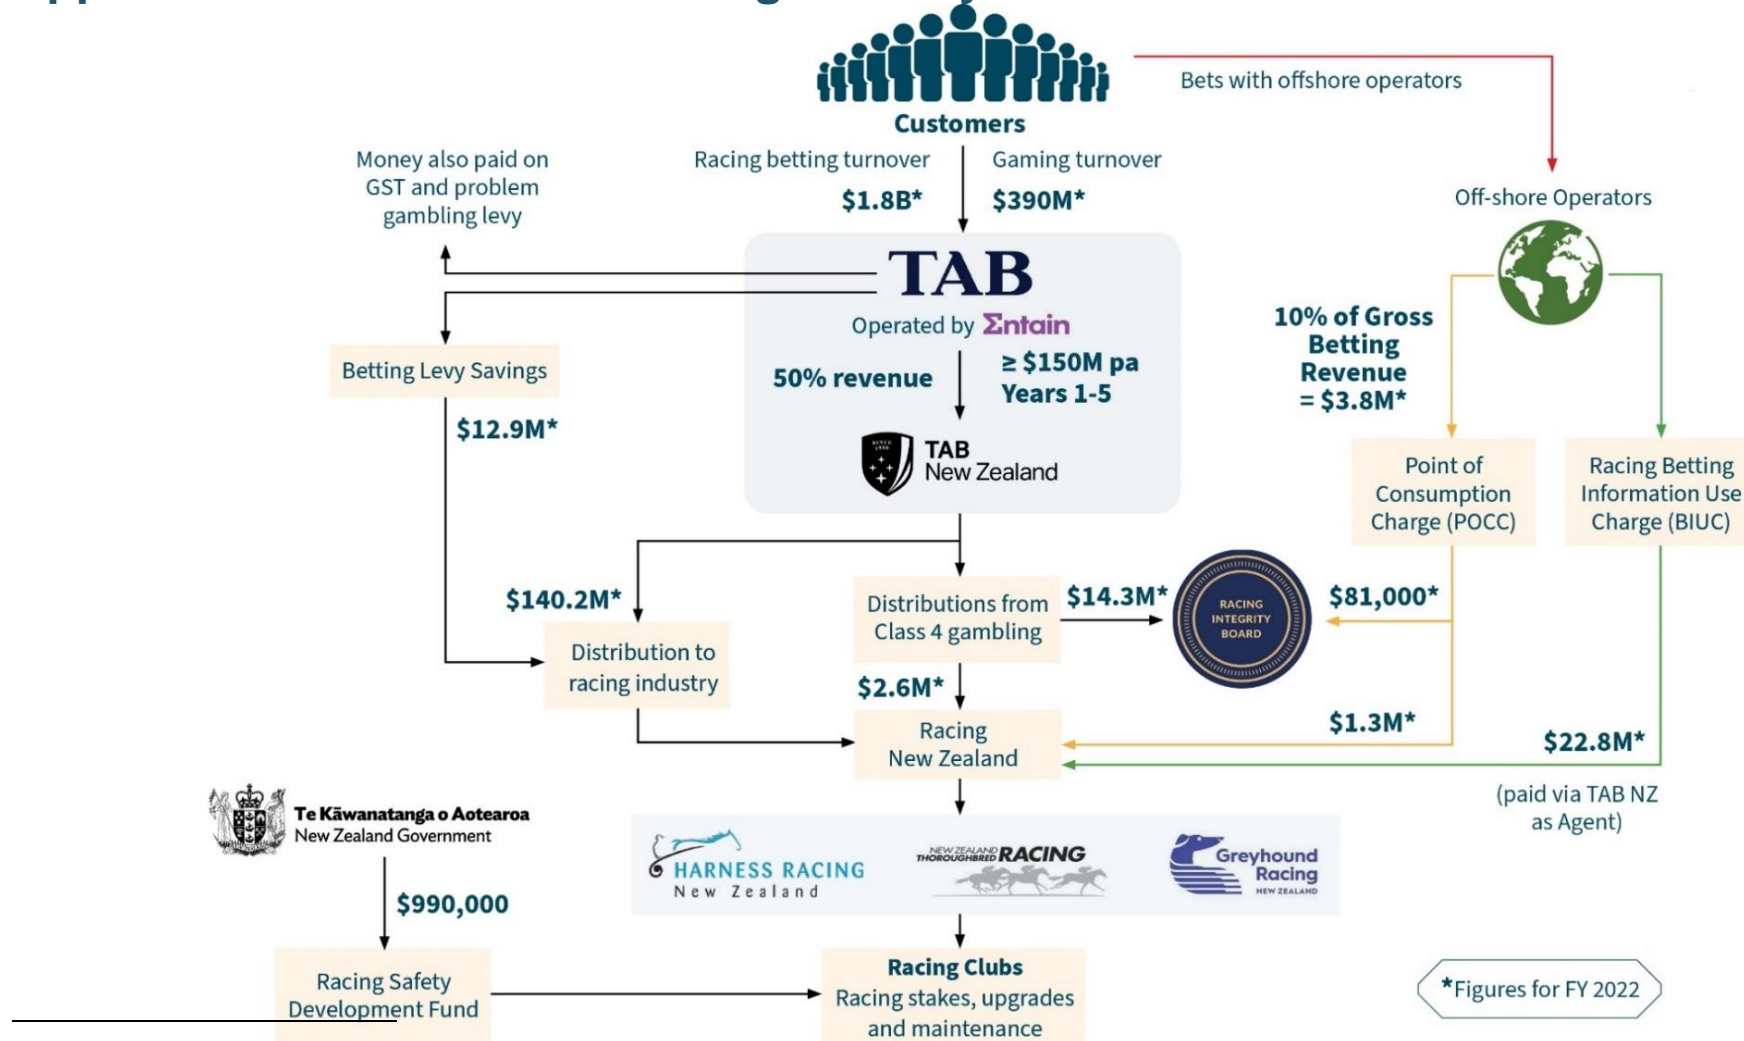 Bets with offshore operators
Customers
Money also paid on
GST and problem
gambling levy
Racing betting turnover
$1.8B*
Gaming turnover
$390M*
Off-shore Operators
TAB
Operated by Entain
50% revenue
≥ $150M pa
Years 1-5
SINCE
1950
TAB
New Zealand
Betting Levy Savings
$12.9M*
10% of Gross
Betting
Revenue
= $3.8M*
Point of
Consumption
Charge (POCC)
Racing Betting
Information Use
Charge (BIUC)
$140.2M*
Distribution to
racing industry
Distributions from
Class 4 gambling
$14.3M*
RACING
INTEGRITY
BOARD
$81,000*
$2.6M*
Racing
New Zealand
$1.3M*
$22.8M*
(paid via TAB NZ
as Agent)
Te Kāwanatanga o Aotearoa
New Zealand Government
$990,000
HARNESS RACING
New Zealand
NEW ZEALAND
THOROUGHBRED RACING
Greyhound
Racing
NEW ZEALAND
Racing Safety
Development Fund
Racing Clubs
Racing stakes, upgrades
and maintenance
*Figures for FY 2022